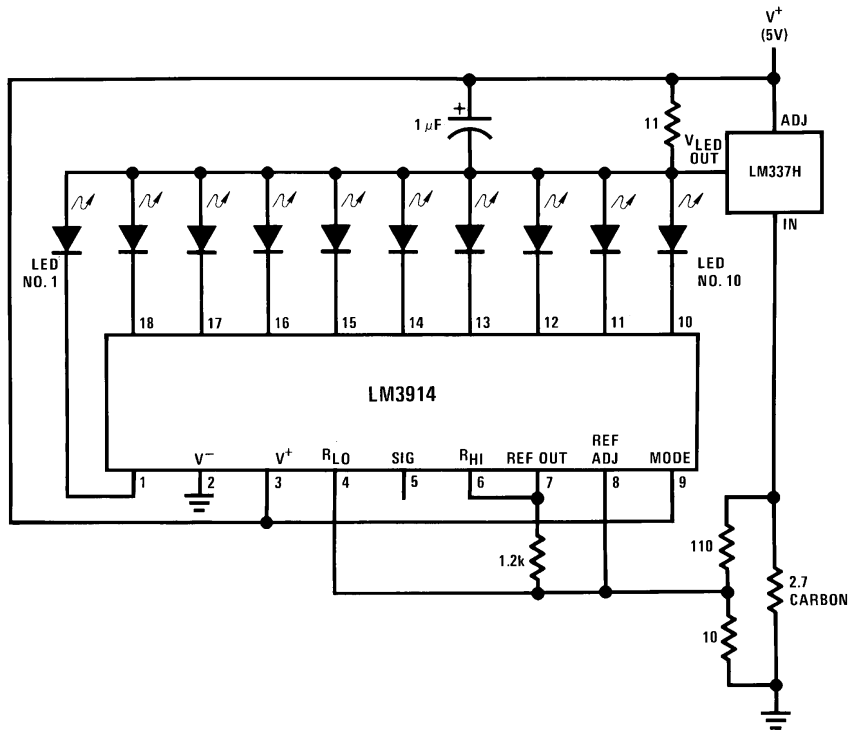 V+
(5V)
+
1 μF
11
VLED
OUT
ADJ
LM337H
IN
LED
NO. 1
LED
NO. 10
18 17 16 15 14 13 12 11 10
LM3914
V− V+ RLO SIG RHI REF OUT REF
ADJ MODE
1 2 3 4 5 6 7 8 9
1.2k
110
2.7
CARBON
10